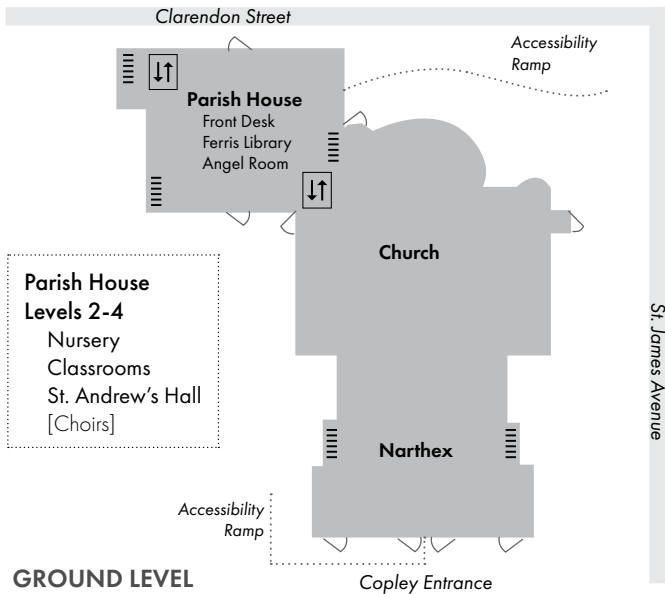 Clarendon Street
Accessibility
Ramp
Parish House
Front Desk
Ferris Library
Angel Room
Church
Parish House
Levels 2-4
Nursery
Classrooms
St. Andrew's Hall
[Choirs]
St. James Avenue
Narthex
Accessibility
Ramp
GROUND LEVEL
Copley Entrance